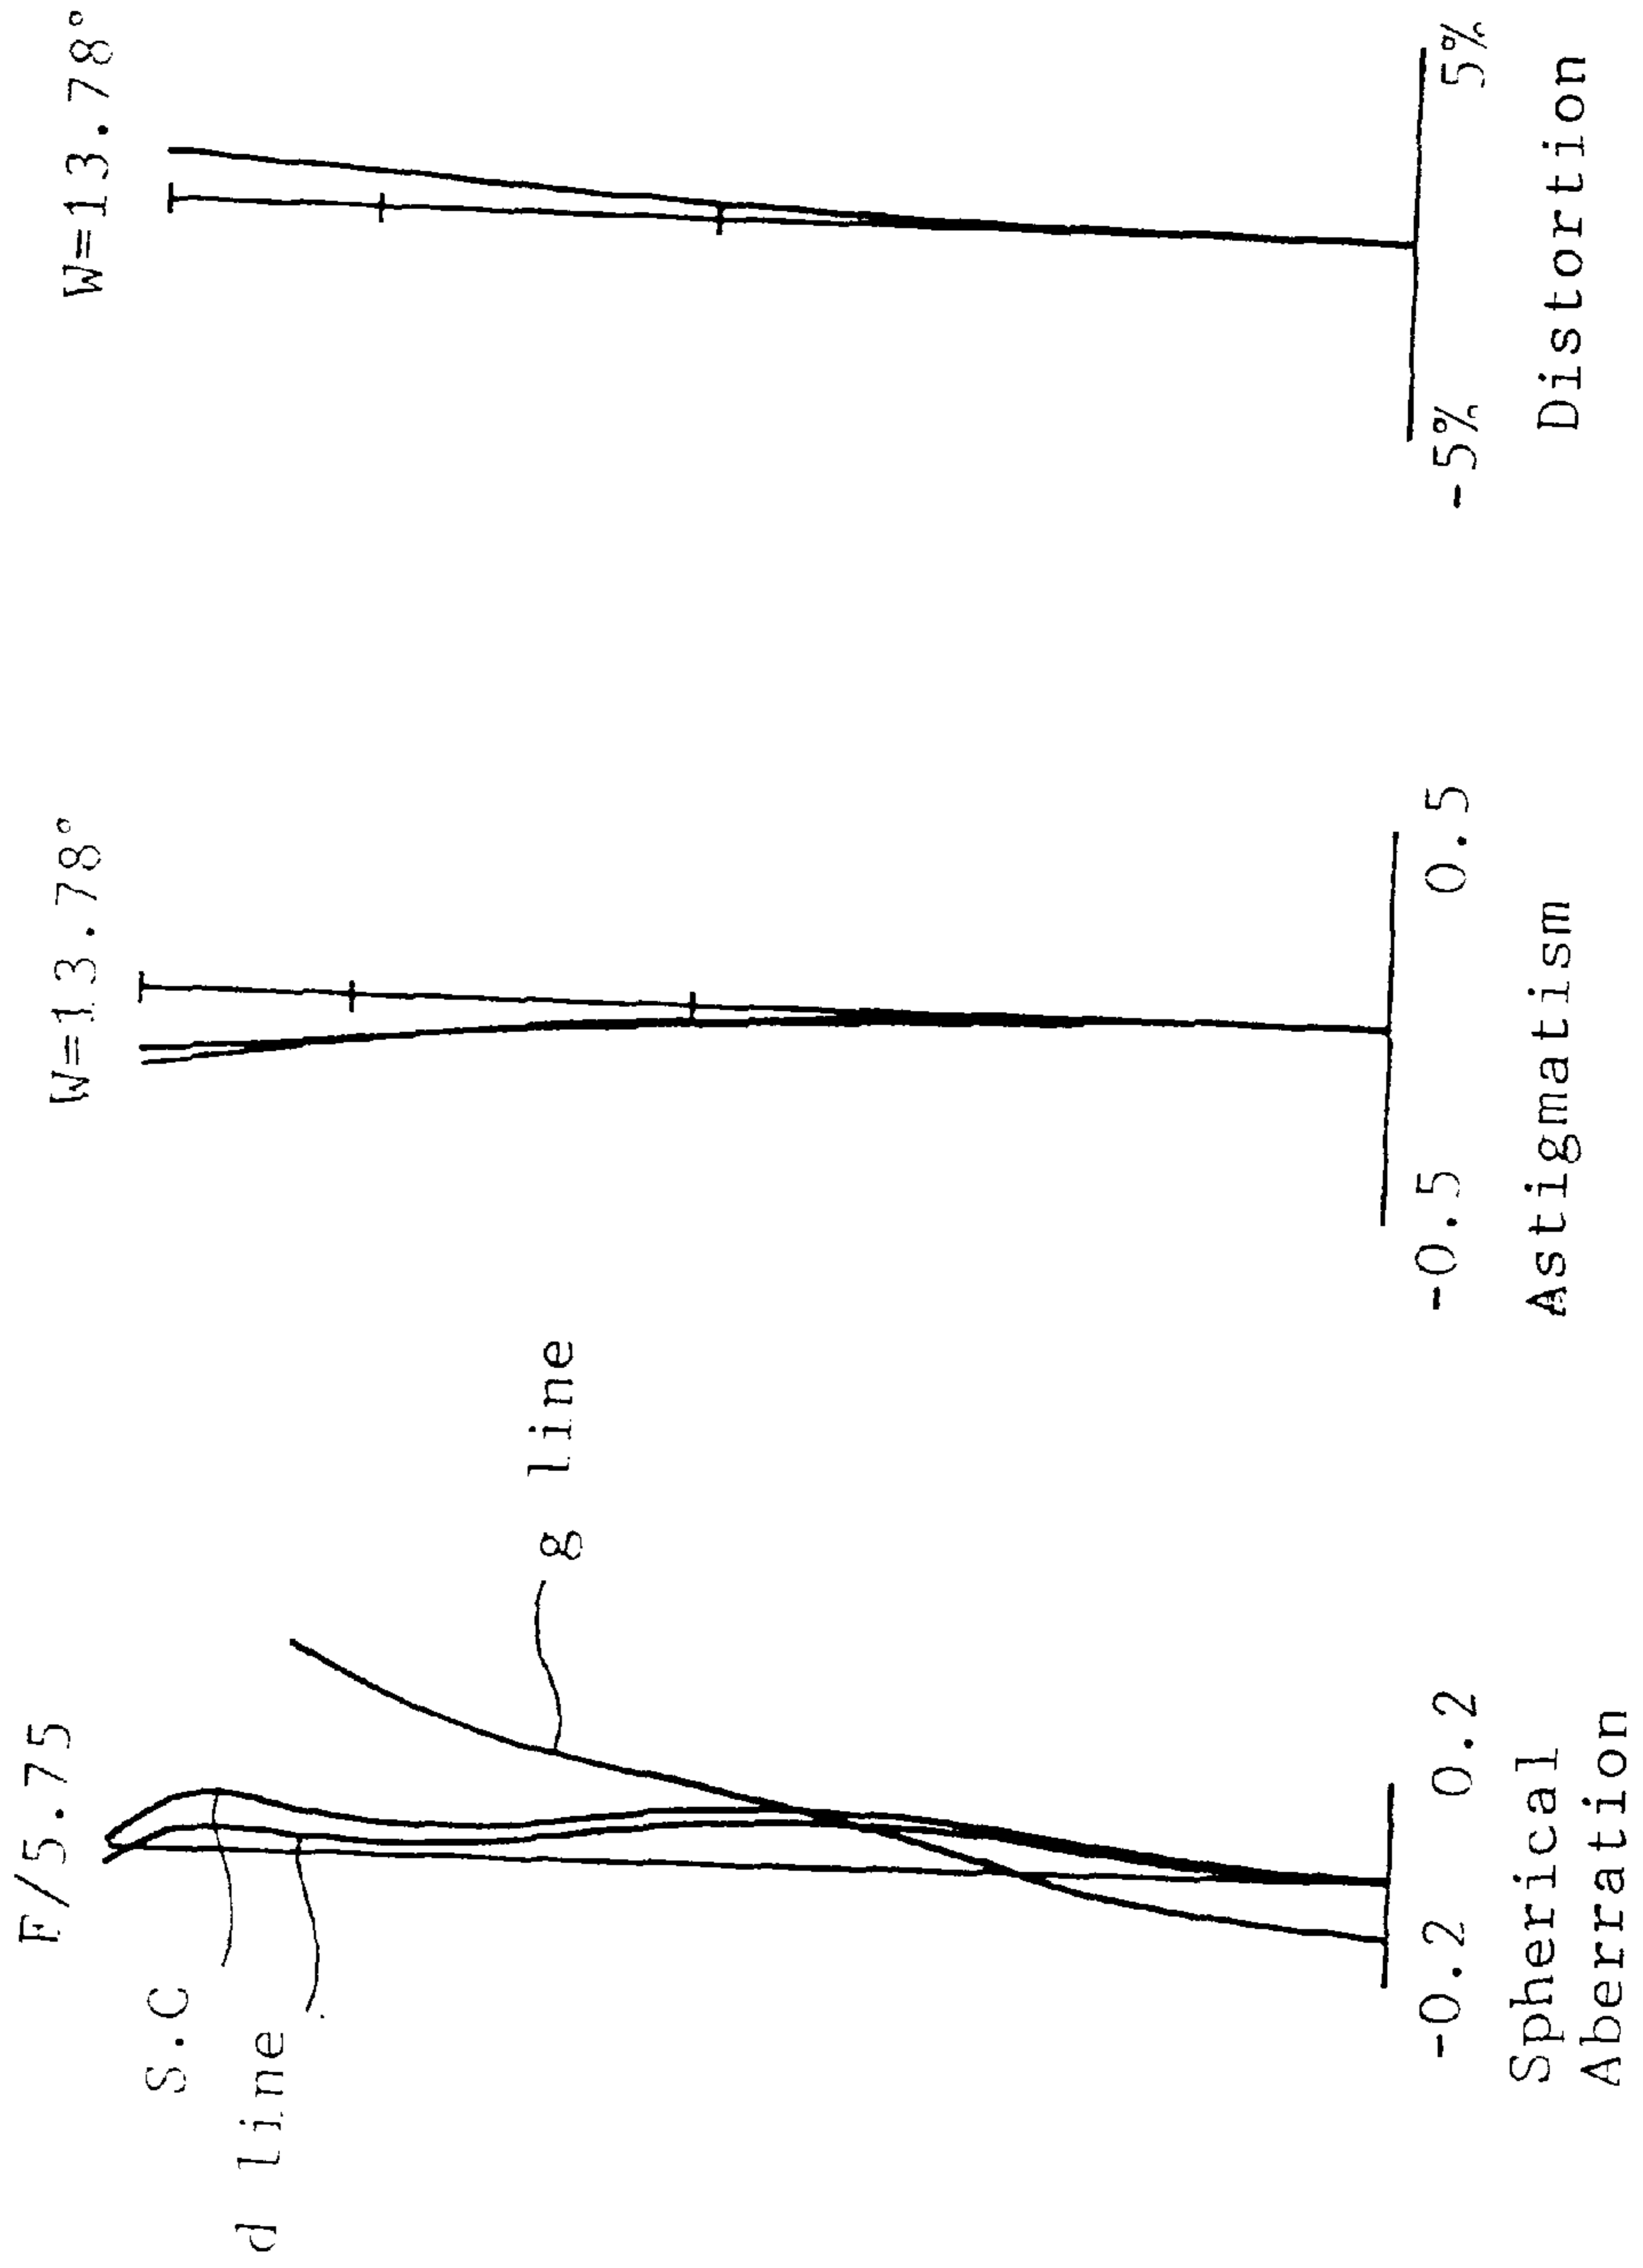 F/5.75
S.C
d line
g line
-0.2 0.2
Spherical
Aberration
W=13.78°
-0.5 0.5
Astigmatism
W=13.78°
-5% 5%
Distortion